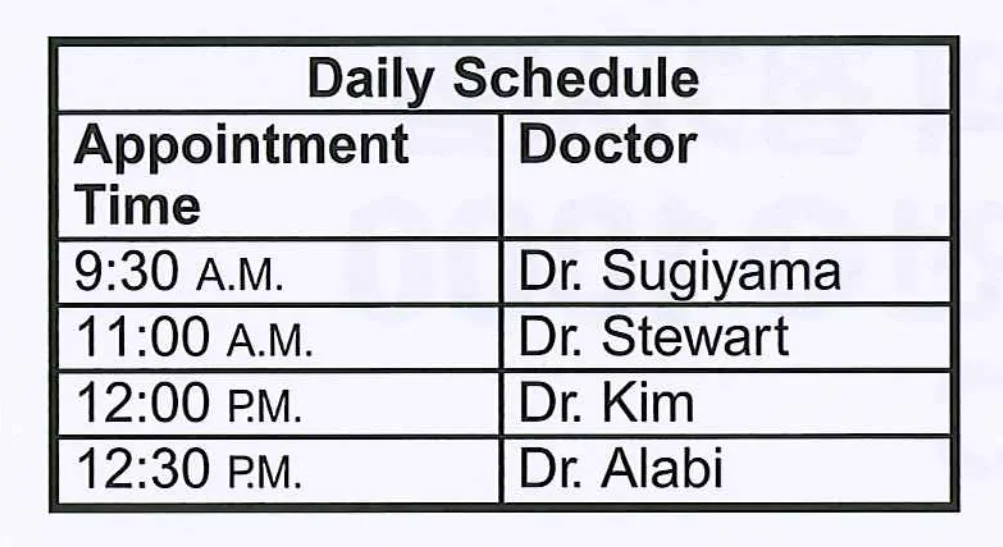 Daily Schedule
Appointment Doctor
Time
9:30 A.M. Dr. Sugiyama
11:00 A.M. Dr. Stewart
12:00 P.M. Dr. Kim
12:30 P.M. Dr. Alabi